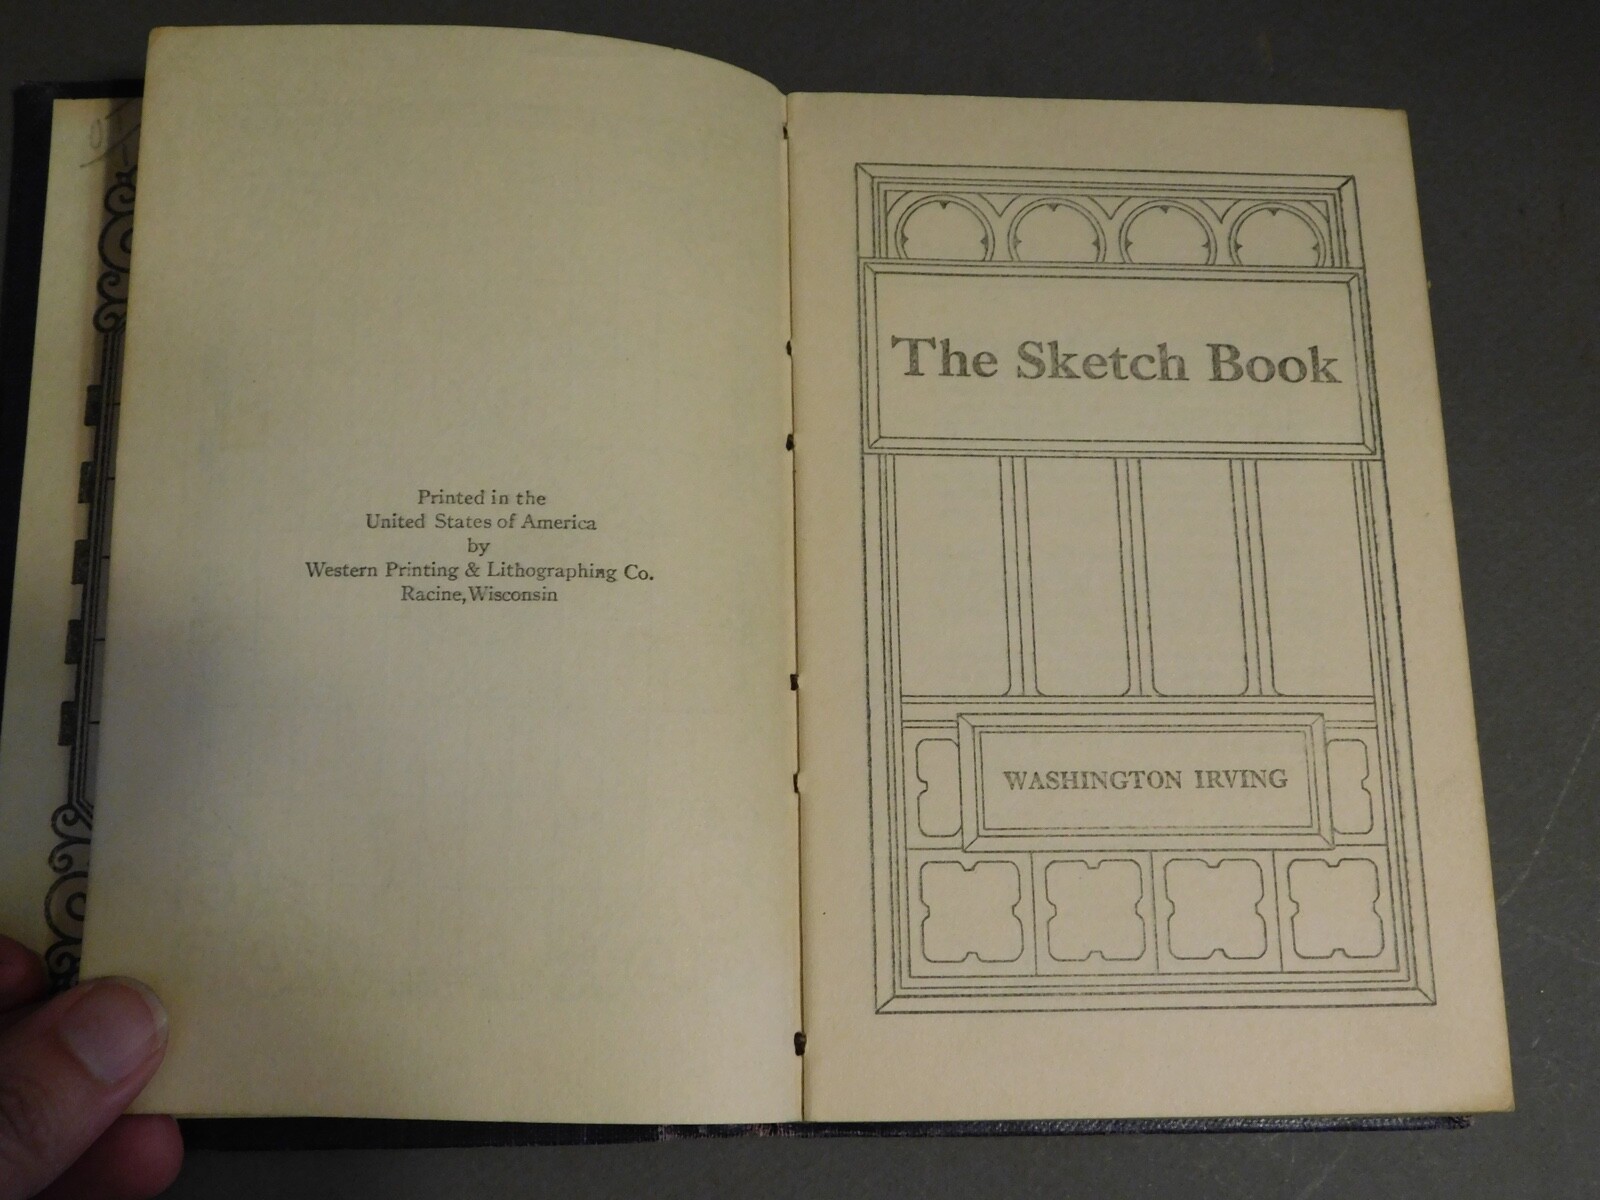 Printed in the
United States of America
by
Western Printing & Lithographing Co.
Racine, Wisconsin
The Sketch Book
WASHINGTON IRVING